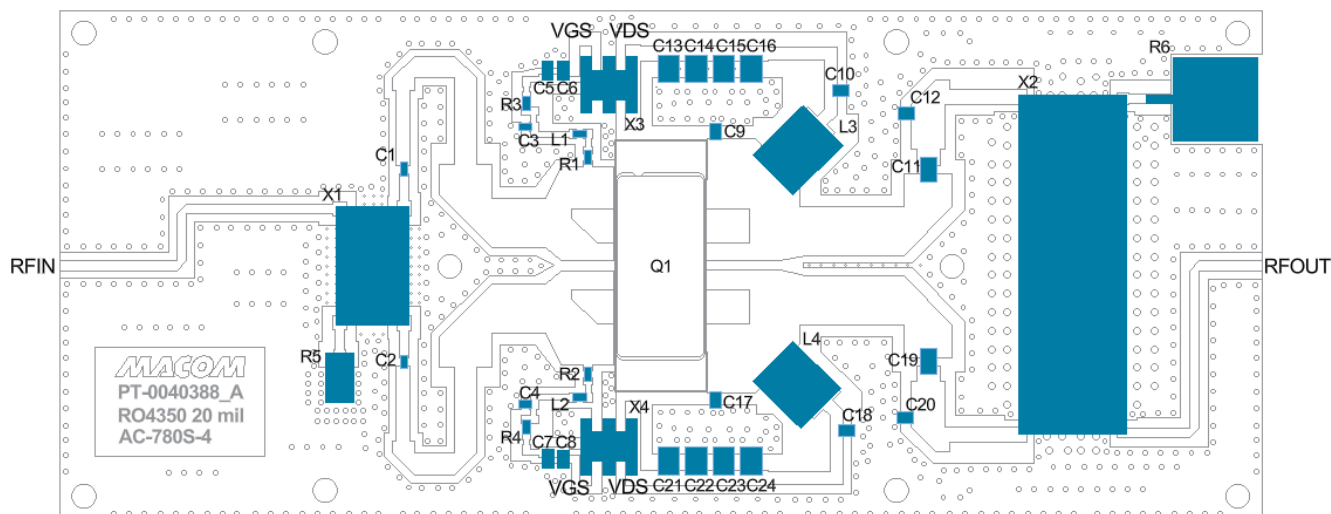 VGS VDS
C13 C14 C15 C16
R6
C5 C6
X3
C10
X2
R3
C12
C3
L1
C9
L3
C1
R1
C11
X1
RFIN
Q1
RFOUT
L4
R5
C2
R2
C19
MACOM
PT-0040388_A
RO4350 20 mil
AC-780S-4
C4
L2
X4
C17
C18
C20
R4
C7 C8
VGS VDS
C21 C22 C23 C24